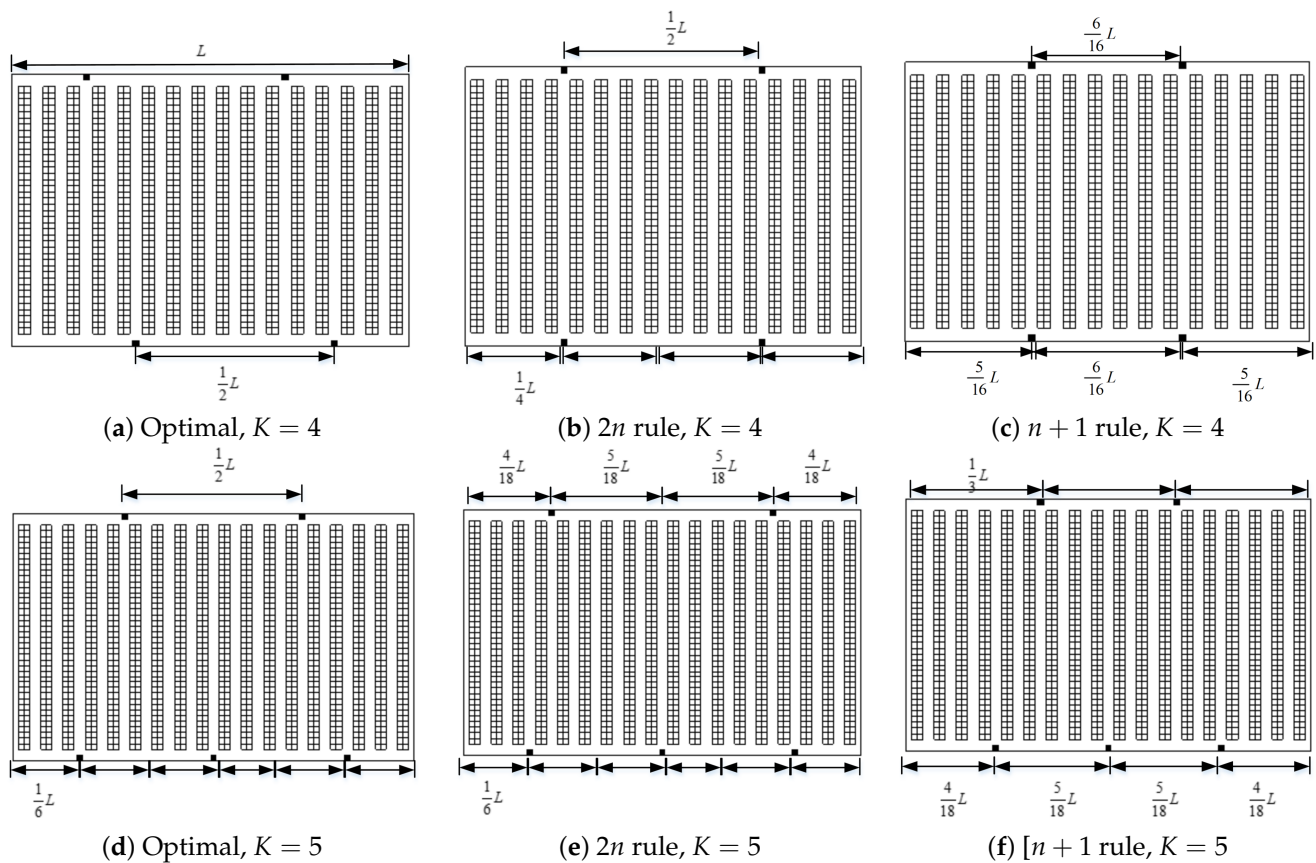 L
1/2 L
6/16 L
1/2 L
1/4 L
5/16 L
6/16 L
5/16 L
(a) Optimal, K = 4
(b) 2n rule, K = 4
(c) n + 1 rule, K = 4
1/2 L
4/18 L
5/18 L
5/18 L
4/18 L
1/3 L
1/6 L
1/6 L
4/18 L
5/18 L
5/18 L
4/18 L
(d) Optimal, K = 5
(e) 2n rule, K = 5
(f) [n + 1 rule, K = 5